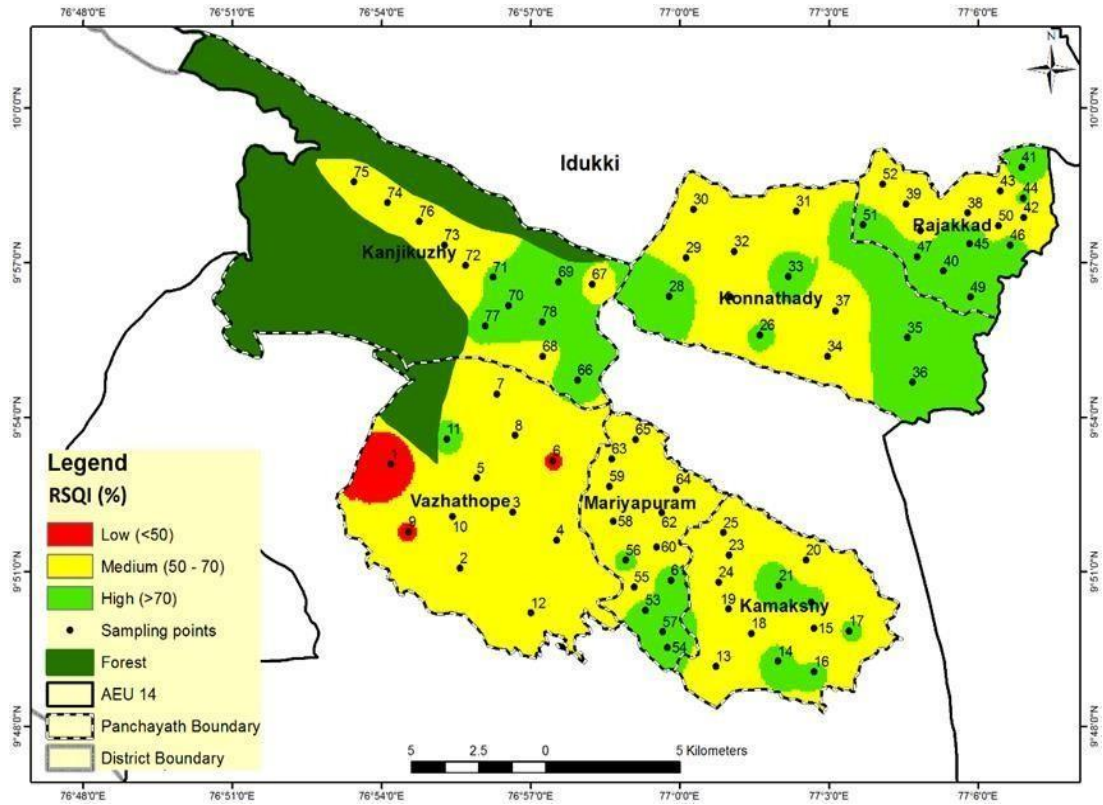 76°48'0"E 76°51'0"E 76°54'0"E 76°57'0"E 77°0'0"E 77°3'0"E 77°6'0"E
N
10°0'0"N 10°0'0"N
Idukki
41
52 43 44
75 39
74 30 31 38 42
76 51 Rajakkad 50
73 32 47 45 46
Kanjikuzhy 29
9°57'0"N 72 9°57'0"N
71 69 67 33 40
28 Konnathady 49
70 37
77 78 26 35
68 34
66 36
7
9°54'0"N 9°54'0"N
8 65
11
1 6 63
Legend
RSQI (%)
5 59 64
Vazhathope Mariyapuram
3
Low (<50)
9 10 58 62 25
4
Medium (50 - 70)
60 23 20
56
2
9°51'0"N 9°51'0"N
High (>70)
55 61 24 21
Sampling points
12 53 19 Kamakshy
57 18 15 17
Forest
54 14
13 16
AEU 14
Panchayath Boundary
9°48'0"N 9°48'0"N
District Boundary
5 2.5 0 5 Kilometers
76°48'0"E 76°51'0"E 76°54'0"E 76°57'0"E 77°0'0"E 77°3'0"E 77°6'0"E